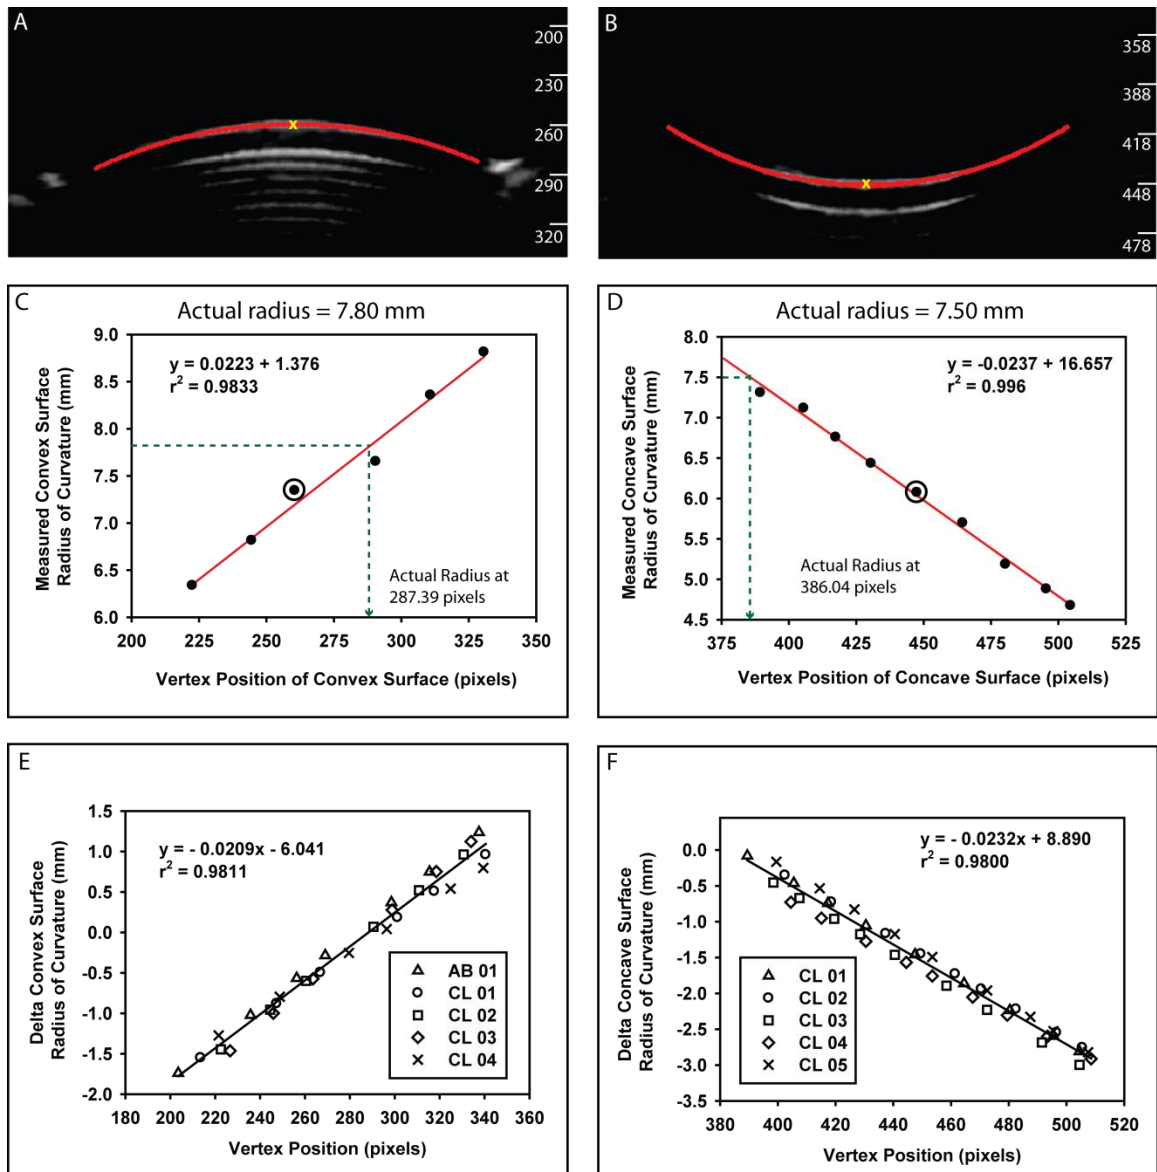 A
200
230
260
290
320
B
358
388
418
448
478
C
Actual radius = 7.80 mm
y = 0.0223 + 1.376
r² = 0.9833
Measured Convex Surface
Radius of Curvature (mm)
9.0
8.5
8.0
7.5
7.0
6.5
6.0
Actual Radius at
287.39 pixels
200 225 250 275 300 325 350
Vertex Position of Convex Surface (pixels)
D
Actual radius = 7.50 mm
y = -0.0237 + 16.657
r² = 0.996
Measured Concave Surface
Radius of Curvature (mm)
8.0
7.5
7.0
6.5
6.0
5.5
5.0
4.5
Actual Radius at
386.04 pixels
375 400 425 450 475 500 525
Vertex Position of Concave Surface (pixels)
E
y = - 0.0209x - 6.041
r² = 0.9811
Delta Convex Surface
Radius of Curvature (mm)
1.5
1.0
0.5
0.0
-0.5
-1.0
-1.5
-2.0
AB 01
CL 01
CL 02
CL 03
CL 04
180 200 220 240 260 280 300 320 340 360
Vertex Position (pixels)
F
y = - 0.0232x + 8.890
r² = 0.9800
Delta Concave Surface
Radius of Curvature (mm)
0.0
-0.5
-1.0
-1.5
-2.0
-2.5
-3.0
-3.5
CL 01
CL 02
CL 03
CL 04
CL 05
380 400 420 440 460 480 500 520
Vertex Position (pixels)